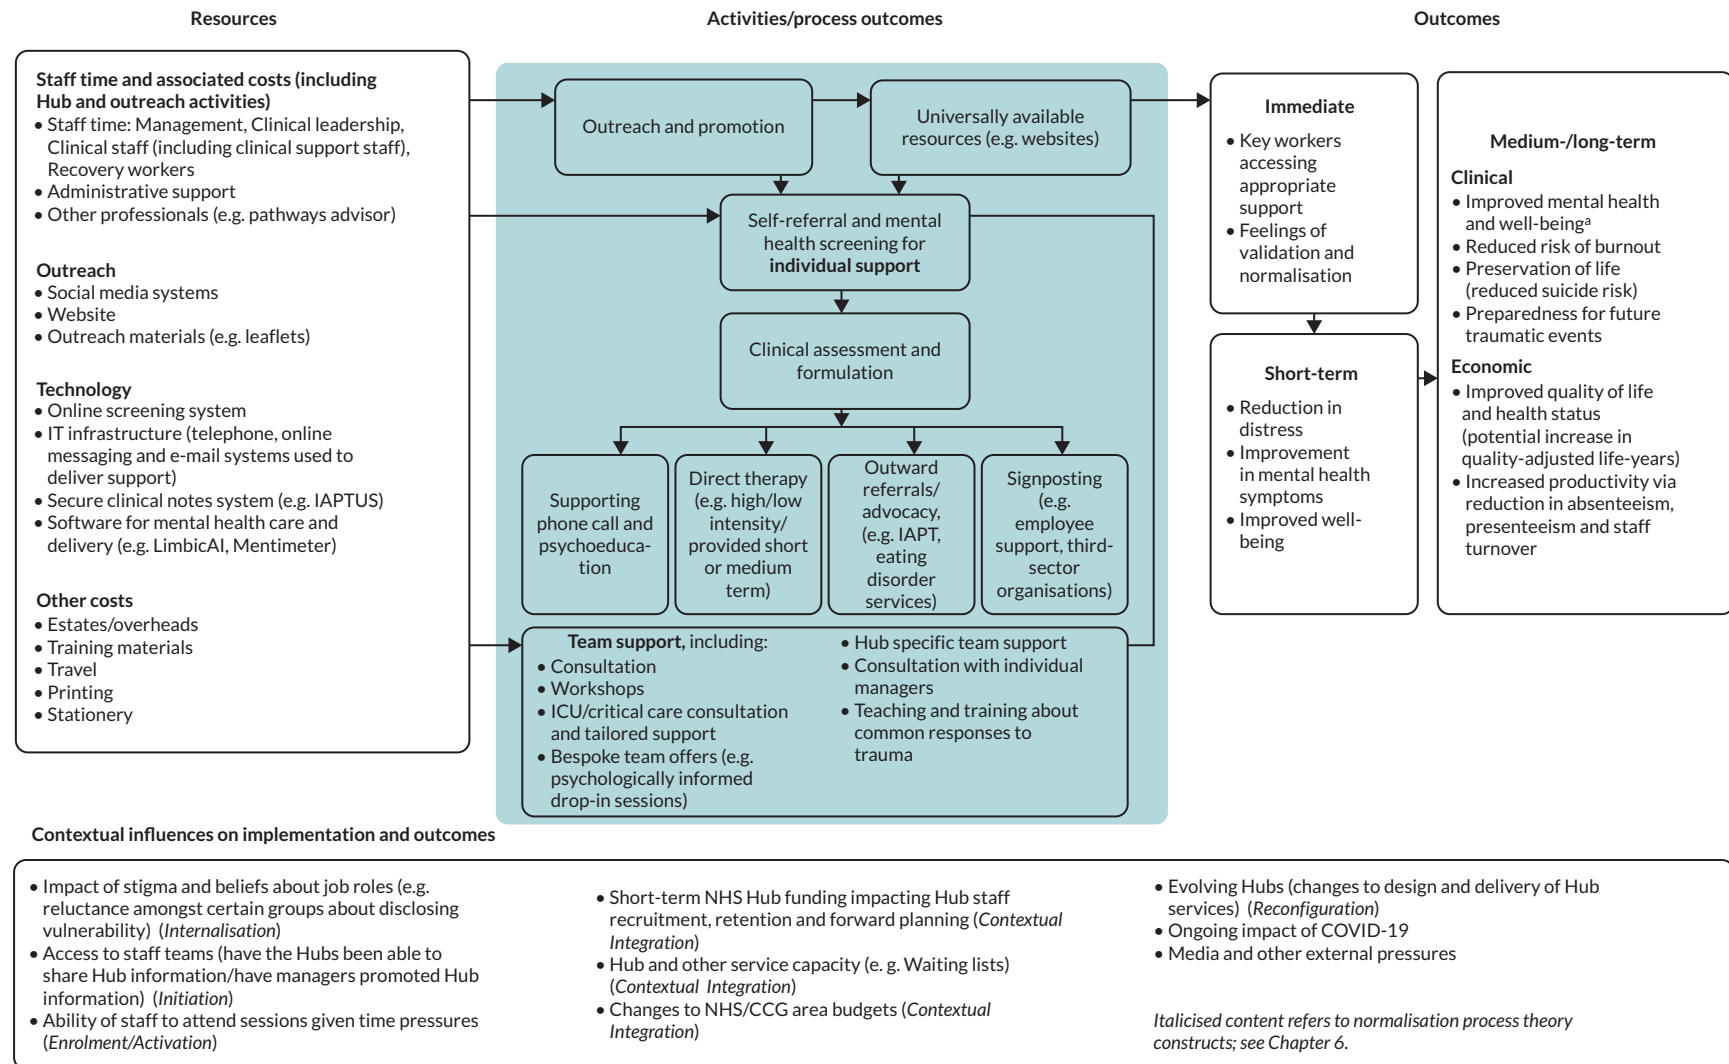 Resources
Activities/process outcomes
Outcomes
Staff time and associated costs (including
Hub and outreach activities)
• Staff time: Management, Clinical leadership,
Clinical staff (including clinical support staff),
Recovery workers
• Administrative support
• Other professionals (e.g. pathways advisor)
Outreach
• Social media systems
• Website
• Outreach materials (e.g. leaflets)
Technology
• Online screening system
• IT infrastructure (telephone, online
messaging and e-mail systems used to
deliver support)
• Secure clinical notes system (e.g. IAPTUS)
• Software for mental health care and
delivery (e.g. LimbicAI, Mentimeter)
Other costs
• Estates/overheads
• Training materials
• Travel
• Printing
• Stationery
Outreach and promotion
Universally available
resources (e.g. websites)
Self-referral and mental
health screening for
individual support
Clinical assessment and
formulation
Supporting
phone call and
psychoeduca-
tion
Direct therapy
(e.g. high/low
intensity/
provided short
or medium
term)
Outward
referrals/
advocacy,
(e.g. IAPT,
eating
disorder
services)
Signposting
(e.g.
employee
support, third-
sector
organisations)
Team support, including:
• Consultation
• Workshops
• ICU/critical care consultation
and tailored support
• Bespoke team offers (e.g.
psychologically informed
drop-in sessions)
• Hub specific team support
• Consultation with individual
managers
• Teaching and training about
common responses to
trauma
Immediate
• Key workers
accessing
appropriate
support
• Feelings of
validation and
normalisation
Short-term
• Reduction in
distress
• Improvement
in mental health
symptoms
• Improved well-
being
Medium-/long-term
Clinical
• Improved mental health
and well-beingᵃ
• Reduced risk of burnout
• Preservation of life
(reduced suicide risk)
• Preparedness for future
traumatic events
Economic
• Improved quality of life
and health status
(potential increase in
quality-adjusted life-years)
• Increased productivity via
reduction in absenteeism,
presenteeism and staff
turnover
Contextual influences on implementation and outcomes
• Impact of stigma and beliefs about job roles (e.g.
reluctance amongst certain groups about disclosing
vulnerability) (Internalisation)
• Access to staff teams (have the Hubs been able to
share Hub information/have managers promoted Hub
information) (Initiation)
• Ability of staff to attend sessions given time pressures
(Enrolment/Activation)
• Short-term NHS Hub funding impacting Hub staff
recruitment, retention and forward planning (Contextual
Integration)
• Hub and other service capacity (e. g. Waiting lists)
(Contextual Integration)
• Changes to NHS/CCG area budgets (Contextual
Integration)
• Evolving Hubs (changes to design and delivery of Hub
services) (Reconfiguration)
• Ongoing impact of COVID-19
• Media and other external pressures
Italicised content refers to normalisation process theory
constructs; see Chapter 6.